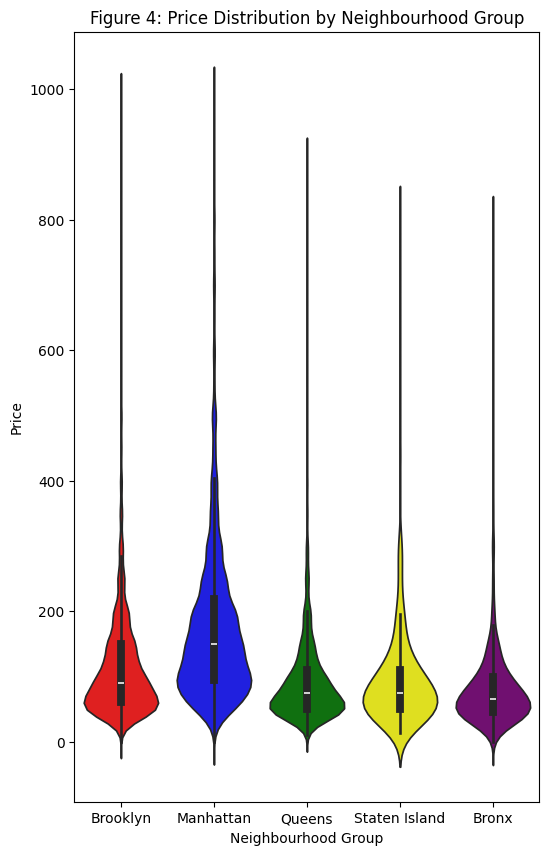 Figure 4: Price Distribution by Neighbourhood Group
1000
800
600
400
200
0
Price
Brooklyn Manhattan Queens Staten Island Bronx
Neighbourhood Group